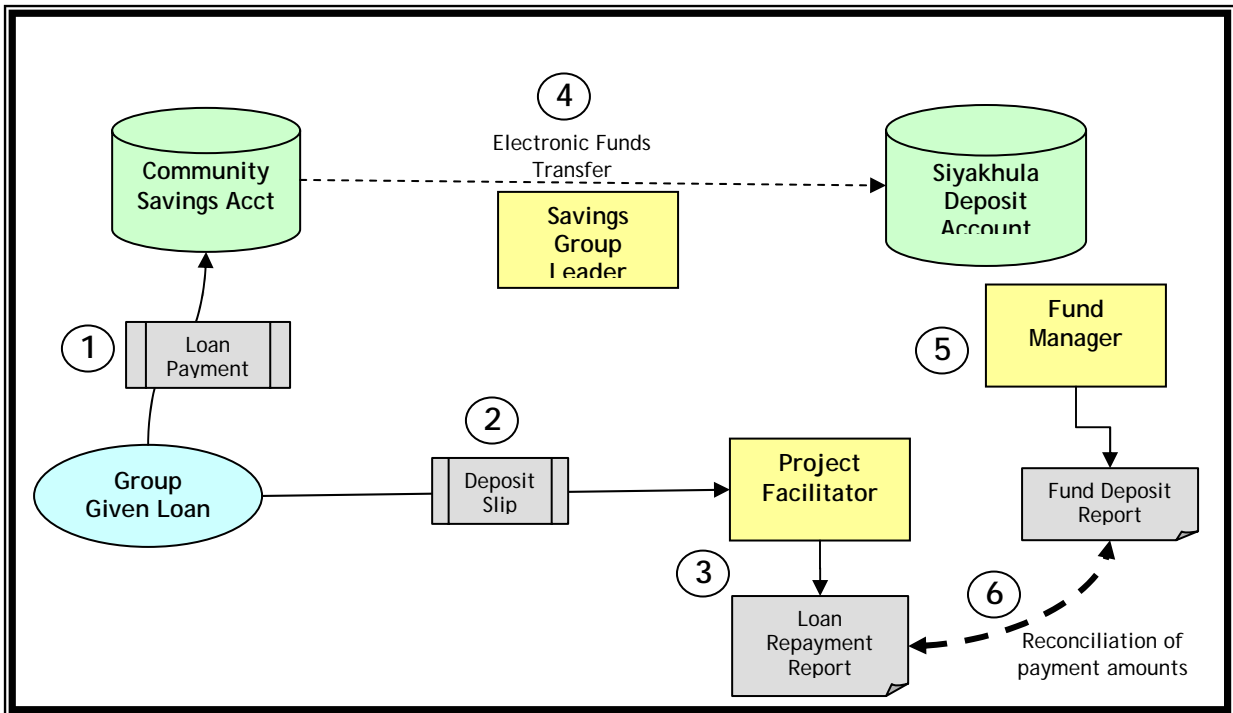 4
Electronic Funds
Transfer
Community
Savings Acct
Siyakhula
Deposit
Account
Savings
Group
Leader
1
Loan
Payment
Fund
Manager
5
2
Group
Given Loan
Deposit
Slip
Project
Facilitator
Fund Deposit
Report
3
Loan
Repayment
Report
6
Reconciliation of
payment amounts